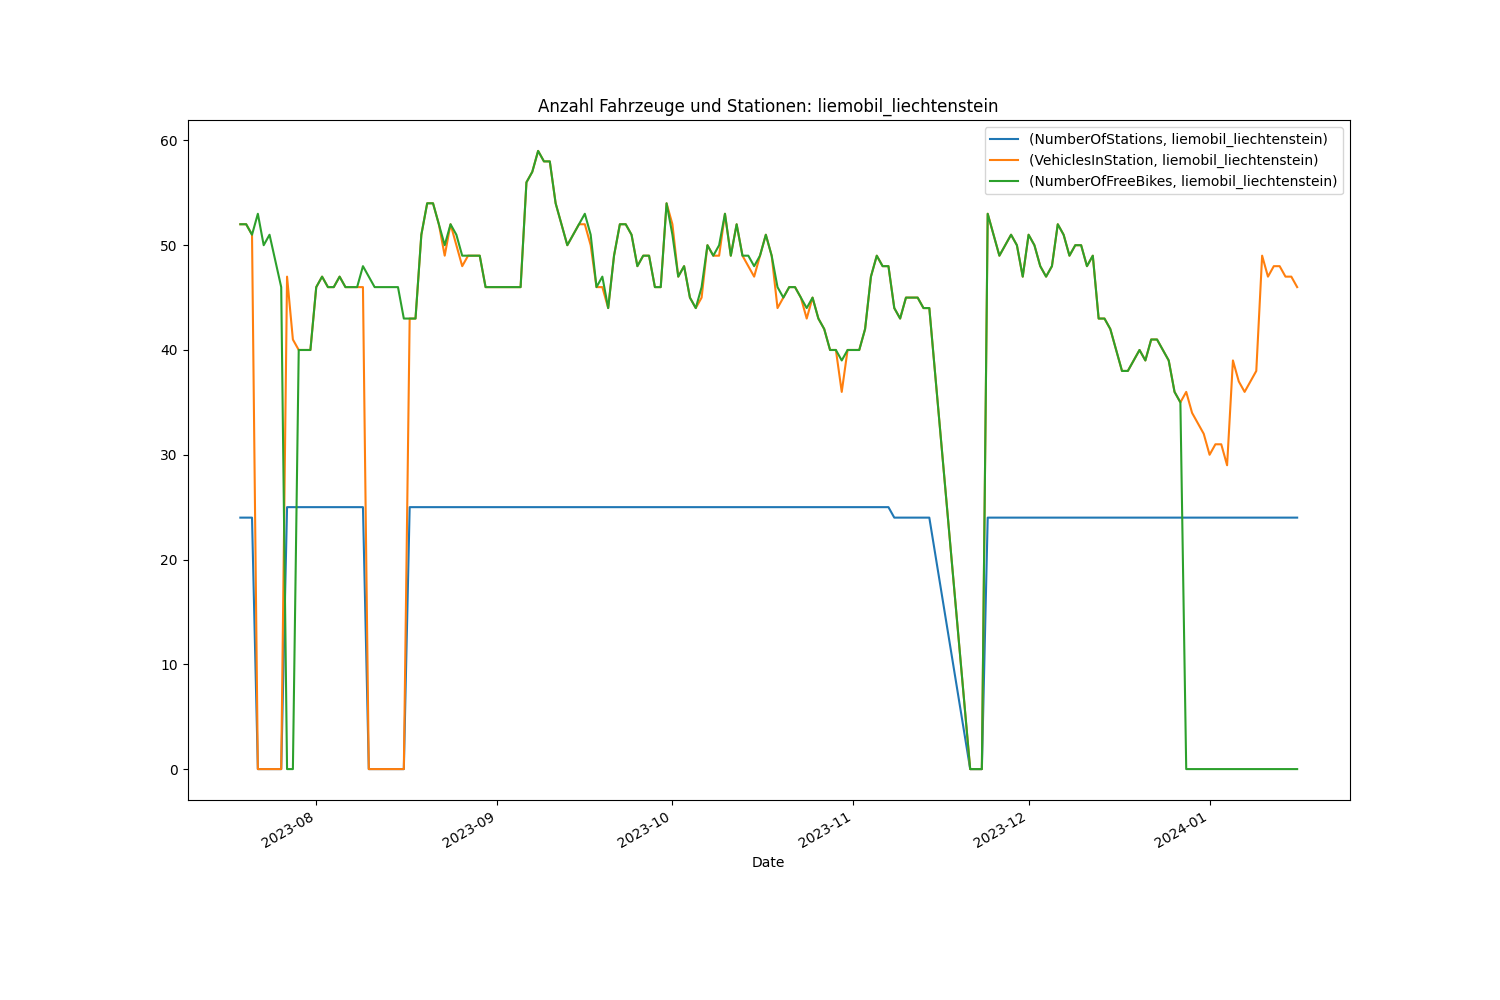 Anzahl Fahrzeuge und Stationen: liemobil_liechtenstein
(NumberOfStations, liemobil_liechtenstein)
(VehiclesInStation, liemobil_liechtenstein)
(NumberOfFreeBikes, liemobil_liechtenstein)
60
50
40
30
20
10
0
2023-08
2023-09
2023-10
2023-11
2023-12
2024-01
Date